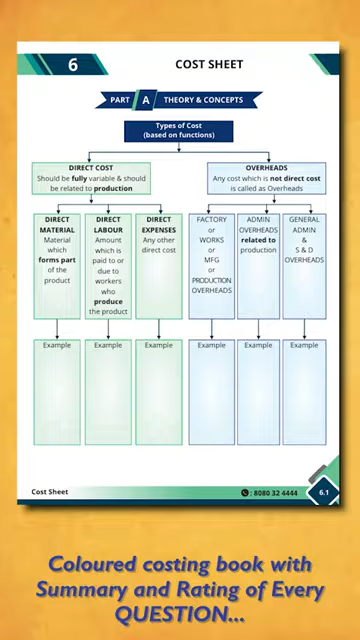 6
COST SHEET
PART A THEORY & CONCEPTS
Types of Cost
(based on functions)
DIRECT COST
Should be fully variable & should
be related to production
OVERHEADS
Any cost which is not direct cost
is called as Overheads
DIRECT
MATERIAL
Material
which
forms part
of the
product
DIRECT
LABOUR
Amount
which is
paid to or
due to
workers
who
produce
the product
DIRECT
EXPENSES
Any other
direct cost
FACTORY
or
WORKS
or
MFG
or
PRODUCTION
OVERHEADS
ADMIN
OVERHEADS
related to
production
GENERAL
ADMIN
&
S & D
OVERHEADS
Example
Example
Example
Example
Example
Example
Cost Sheet
: 8080 32 4444
6.1
Coloured costing book with
Summary and Rating of Every
QUESTION...